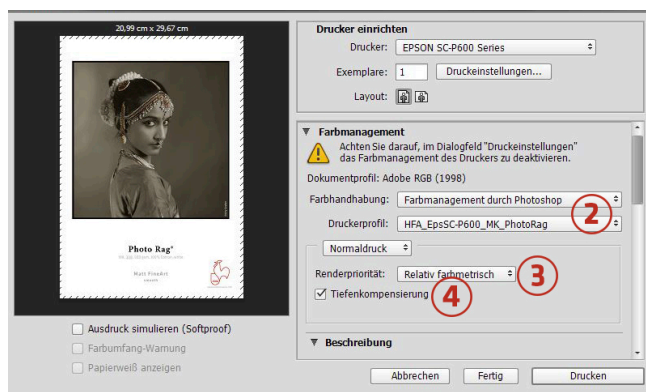 20,99 cm x 29,67 cm
Photo Rag®
Matt FineArt
Ausdruck simulieren (Softproof)
Farbumfang-Warnung
Papierweiß anzeigen
Drucker einrichten
Drucker: EPSON SC-P600 Series
Exemplare: 1 Druckeinstellungen...
Layout:
Farbmanagement
Achten Sie darauf, im Dialogfeld "Druckeinstellungen"
das Farbmanagement des Druckers zu deaktivieren.
Dokumentprofil: Adobe RGB (1998)
Farbhandhabung: Farbmanagement durch Photoshop
2
Druckerprofil: HFA_EpsSC-P600_MK_PhotoRag
Normaldruck
Renderpriorität: Relativ farbmetrisch 3
Tiefenkompensierung 4
Beschreibung
Abbrechen Fertig Drucken